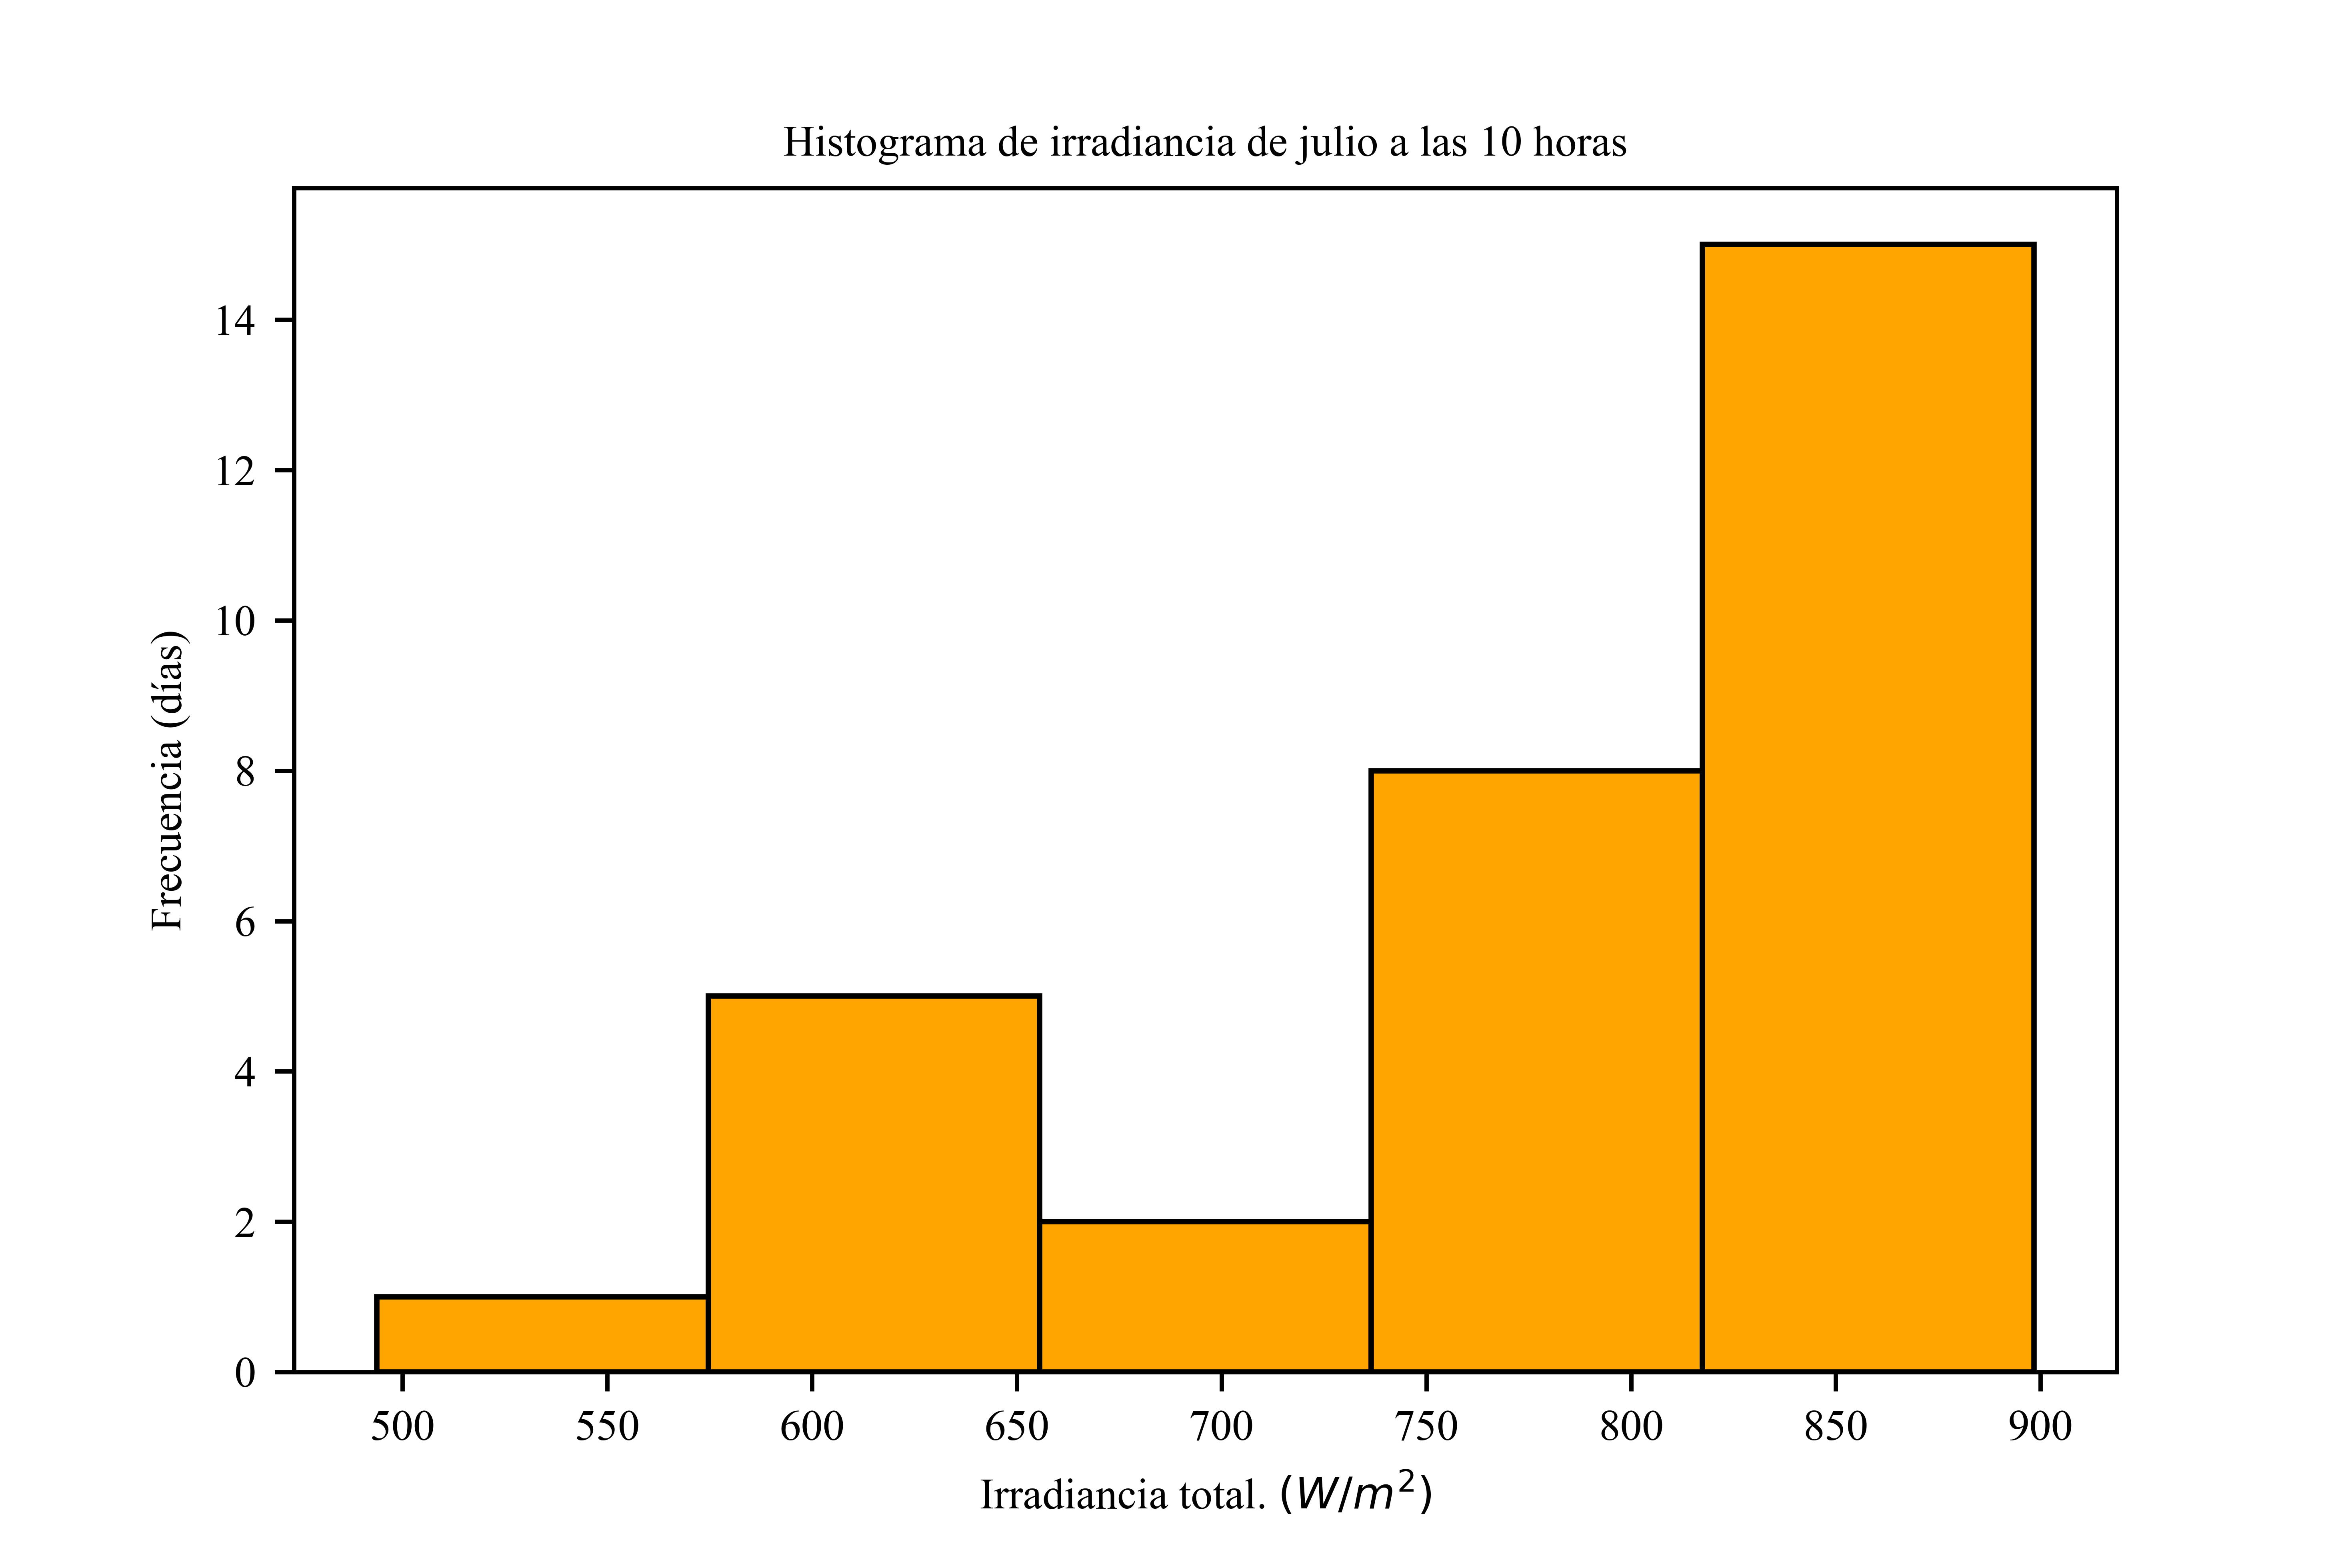 Histograma de irradiancia de julio a las 10 horas
Frecuencia (días)
14
12
10
8
6
4
2
0
500 550 600 650 700 750 800 850 900
Irradiancia total. (W/m²)